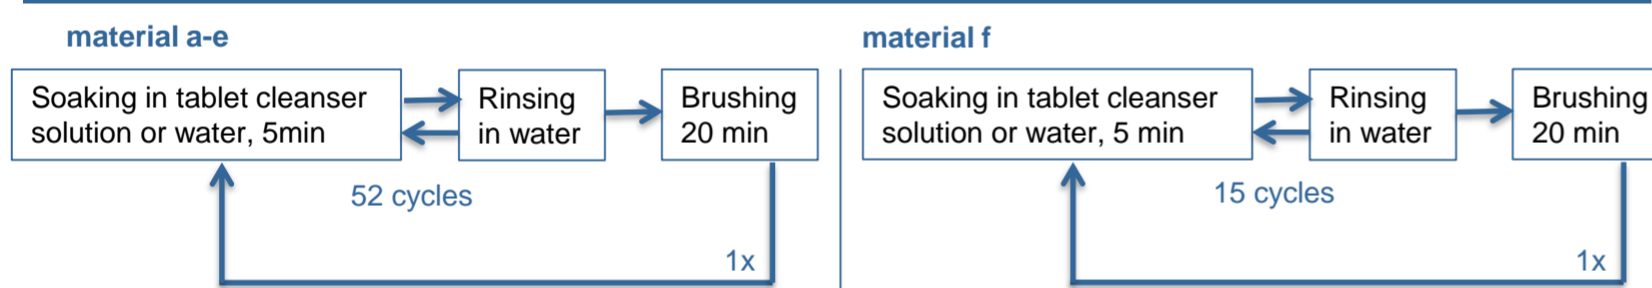 material a-e
Soaking in tablet cleanser
solution or water, 5min
Rinsing
in water
Brushing
20 min
52 cycles
1x
material f
Soaking in tablet cleanser
solution or water, 5 min
Rinsing
in water
Brushing
20 min
15 cycles
1x